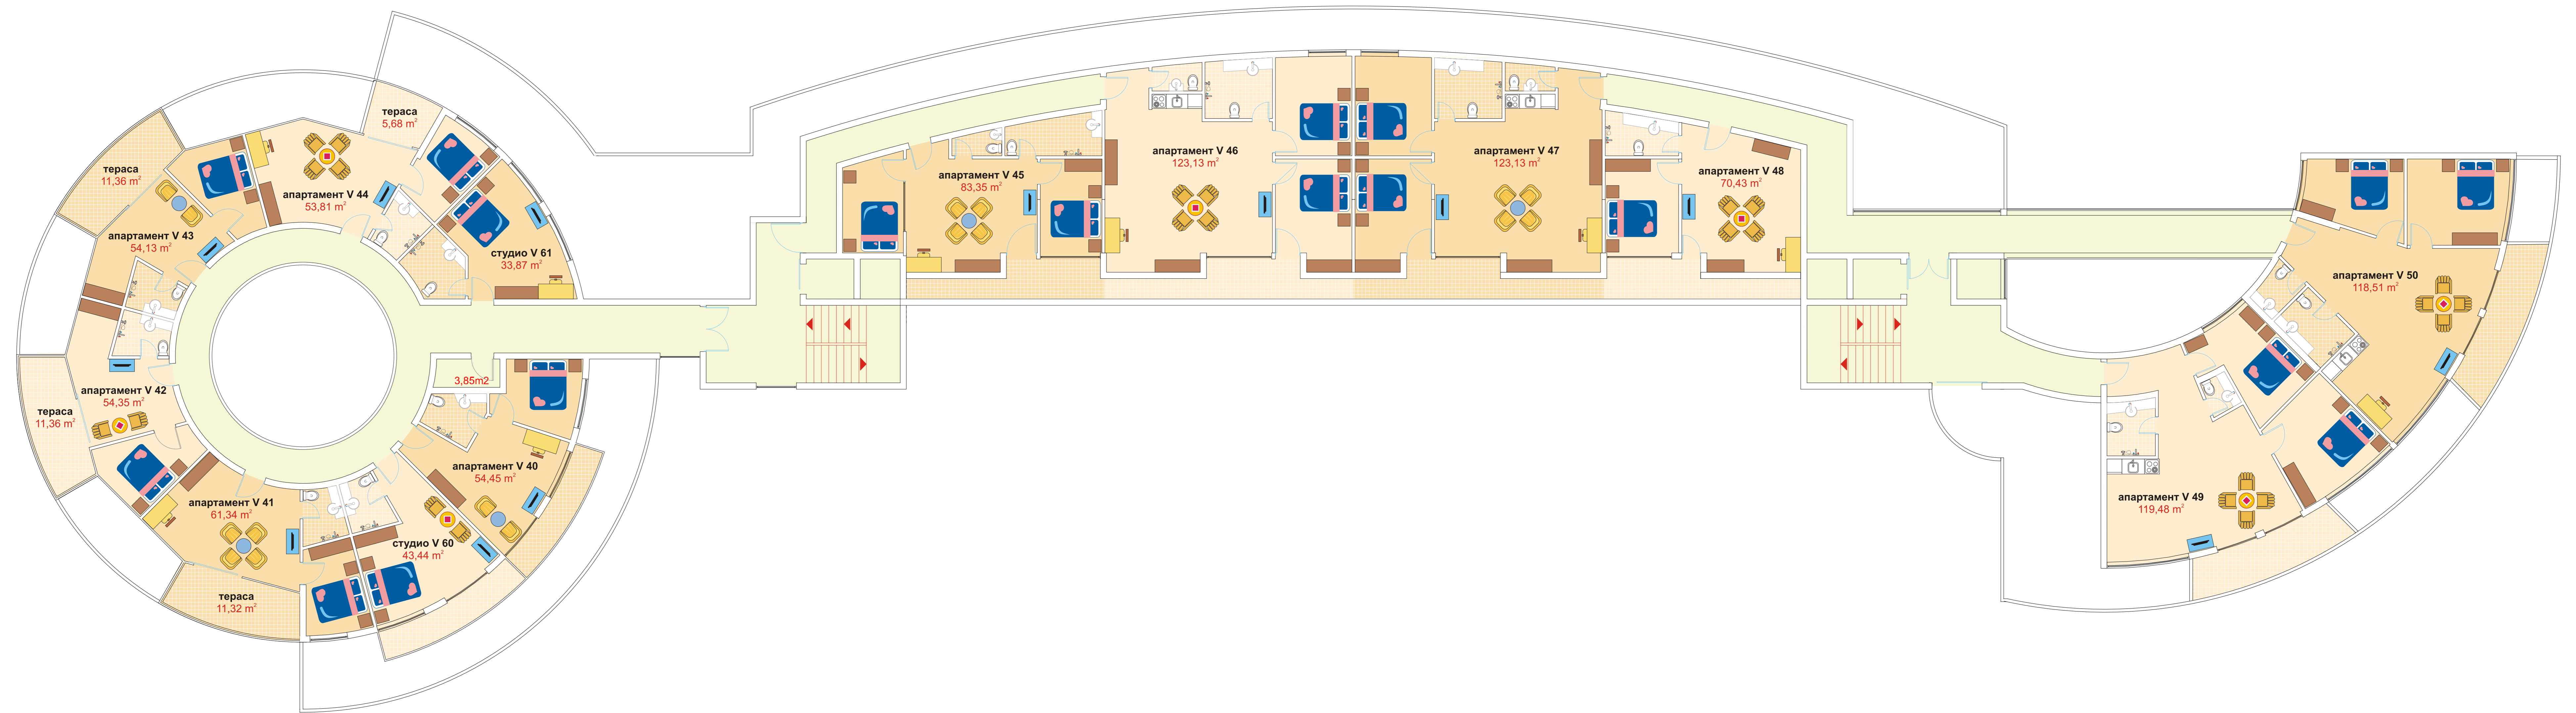 тераса
5,68 m²
тераса
11,36 m²
апартамент V 44
53,81 m²
апартамент V 43
54,13 m²
студио V 61
33,87 m²
апартамент V 42
54,35 m²
тераса
11,36 m²
3,85m2
апартамент V 40
54,45 m²
апартамент V 41
61,34 m²
студио V 60
43,44 m²
тераса
11,32 m²
апартамент V 45
83,35 m²
апартамент V 46
123,13 m²
апартамент V 47
123,13 m²
апартамент V 48
70,43 m²
апартамент V 50
118,51 m²
апартамент V 49
119,48 m²